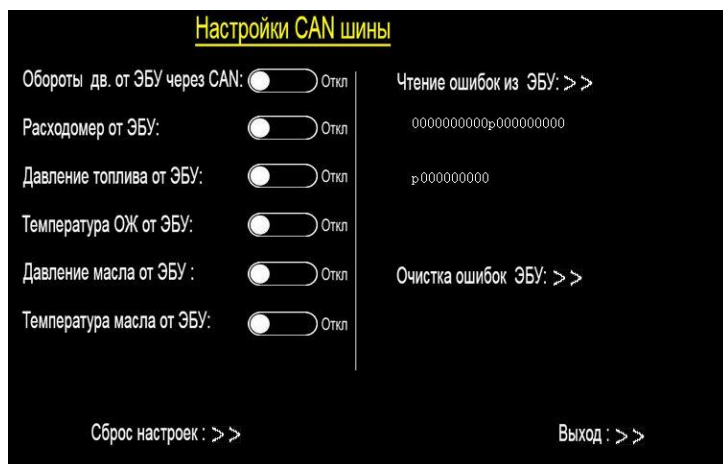 Настройки CAN шины
Обороты дв. от ЭБУ через CAN: Откл
Расходомер от ЭБУ: Откл
Давление топлива от ЭБУ: Откл
Температура ОЖ от ЭБУ: Откл
Давление масла от ЭБУ : Откл
Температура масла от ЭБУ: Откл
Чтение ошибок из ЭБУ: >>
0000000000p000000000
p000000000
Очистка ошибок ЭБУ: >>
Сброс настроек : >>
Выход : >>